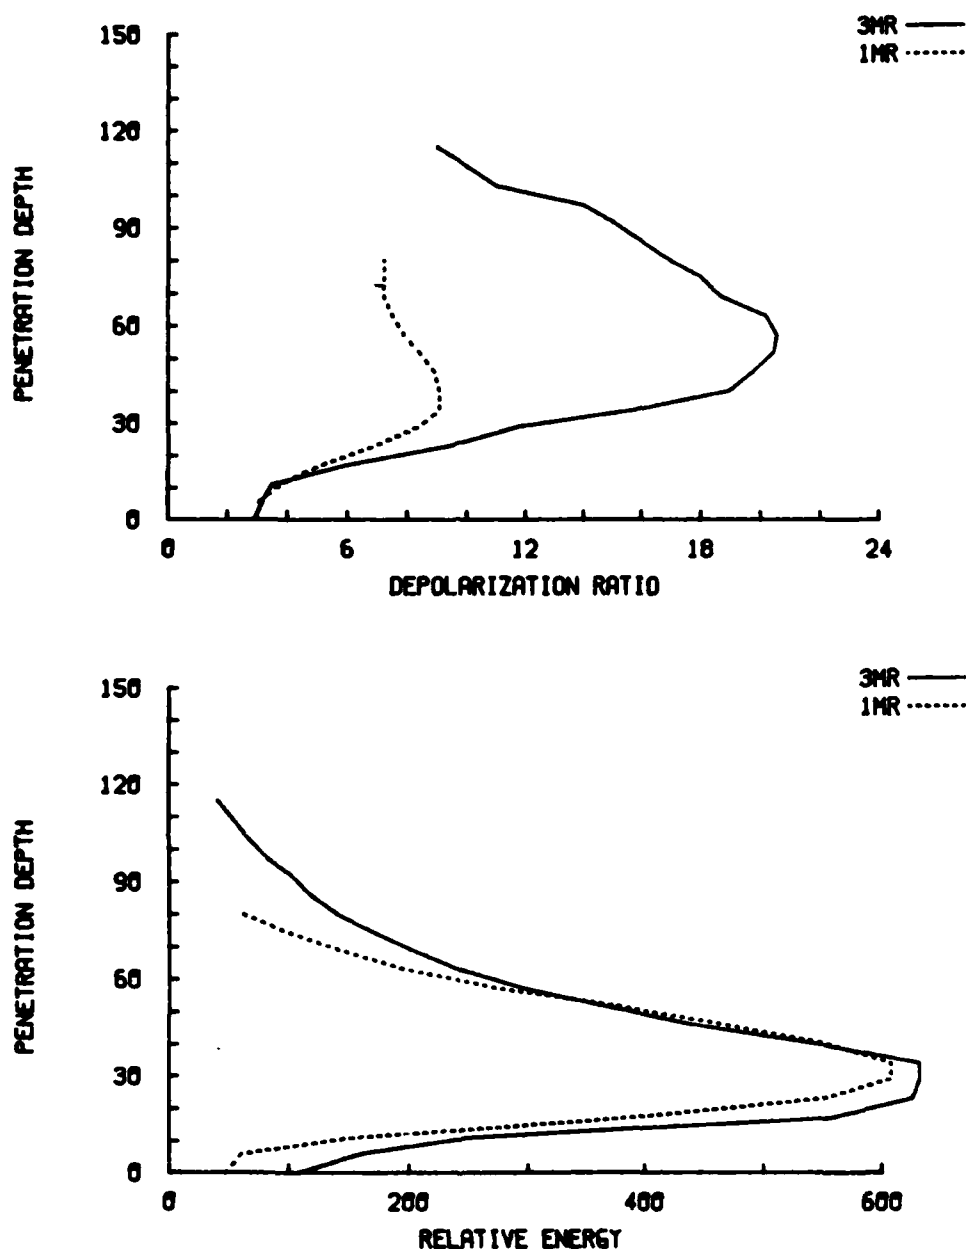 3MR
1MR
150
120
90
60
30
0
PENETRATION DEPTH
0 6 12 18 24
DEPOLARIZATION RATIO
3MR
1MR
150
120
90
60
30
0
PENETRATION DEPTH
0 200 400 600
RELATIVE ENERGY